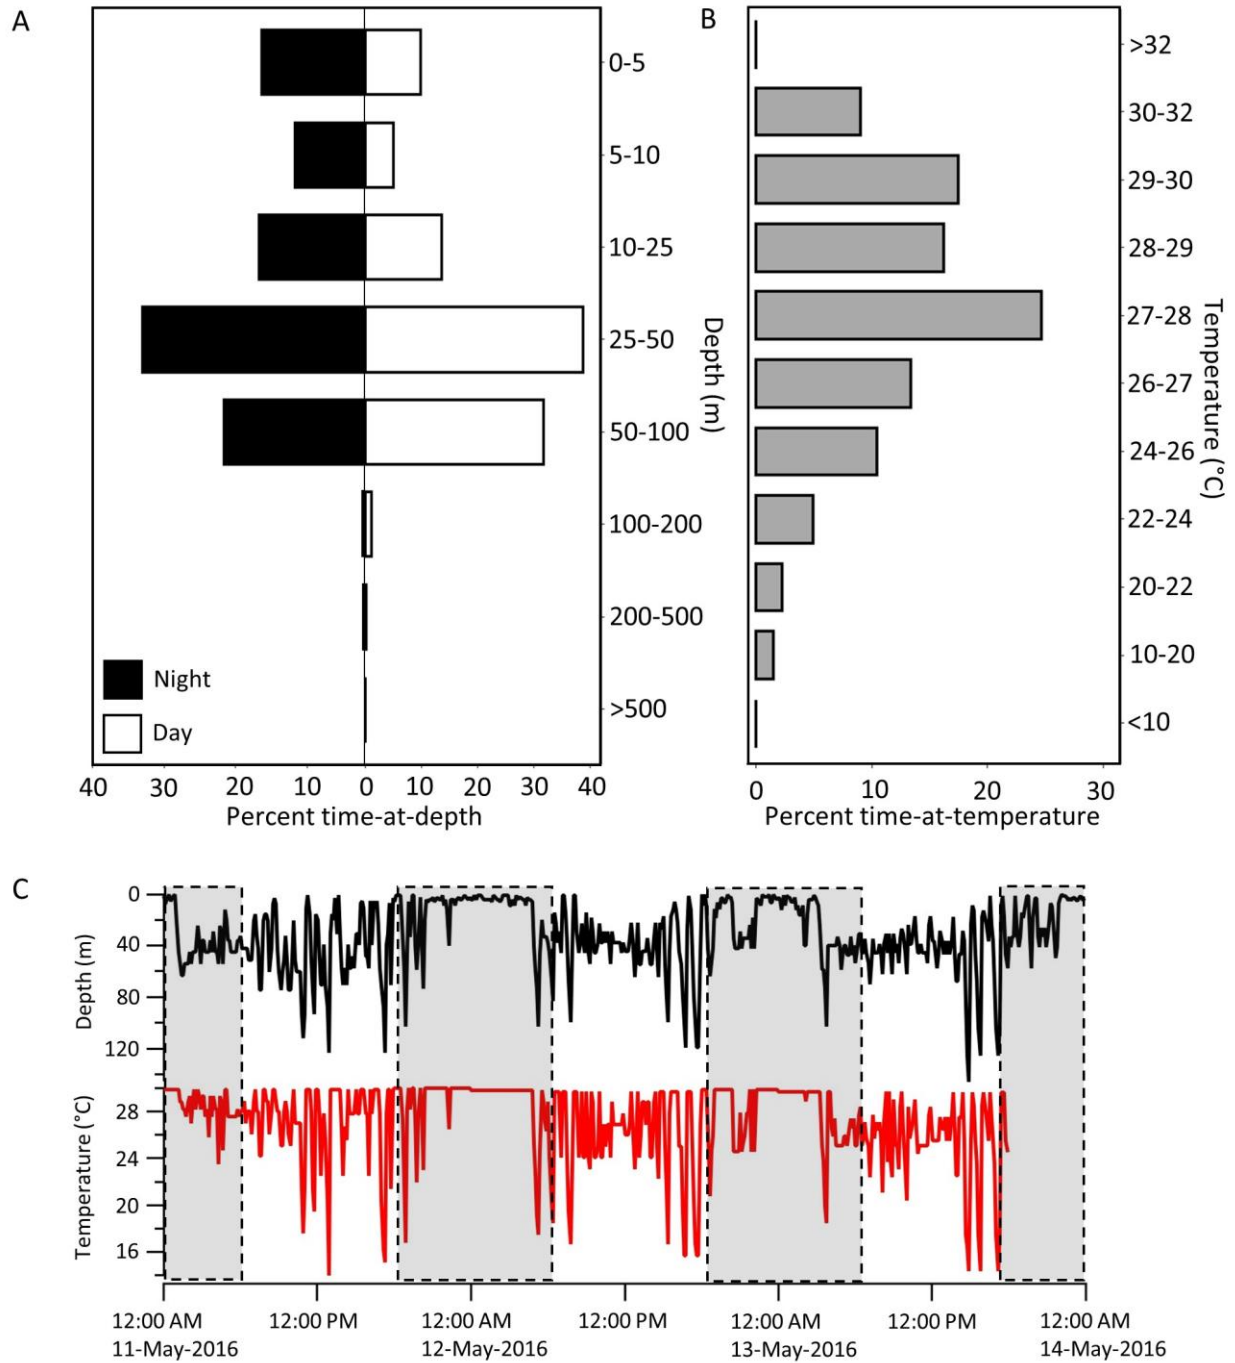 A
0-5
5-10
10-25
25-50
50-100
100-200
200-500
>500
Depth (m)
Night
Day
40 30 20 10 0 10 20 30 40
Percent time-at-depth
B
>32
30-32
29-30
28-29
27-28
26-27
24-26
22-24
20-22
10-20
<10
Temperature (°C)
0 10 20 30
Percent time-at-temperature
C
0
40
80
120
Depth (m)
28
24
20
16
Temperature (°C)
12:00 AM 12:00 PM 12:00 AM 12:00 PM 12:00 AM 12:00 PM 12:00 AM
11-May-2016 12-May-2016 13-May-2016 14-May-2016